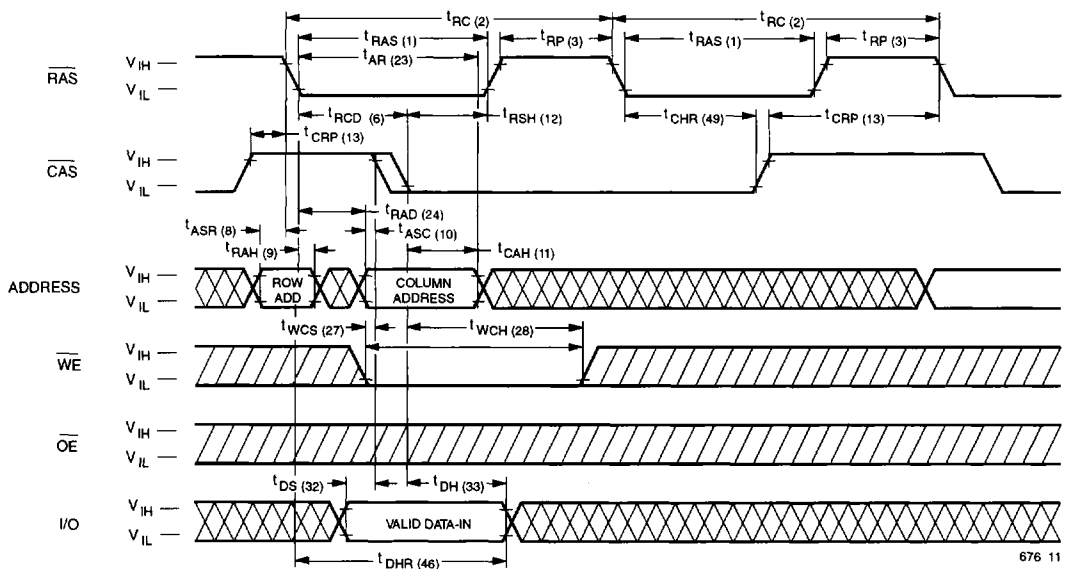 t RC (2) t RC (2)
t RAS (1) t RP (3) t RAS (1) t RP (3)
t AR (23)
RAS V IH
V IL
t RCD (6) t RSH (12) t CHR (49) t CRP (13)
t CRP (13)
CAS V IH
V IL
t RAD (24)
t ASR (8) t ASC (10)
t RAH (9) t CAH (11)
ADDRESS V IH ROW ADD COLUMN ADDRESS
V IL
t WCS (27) t WCH (28)
WE V IH
V IL
OE V IH
V IL
t DS (32) t DH (33)
I/O V IH VALID DATA-IN
V IL
t DHR (46)
676 11